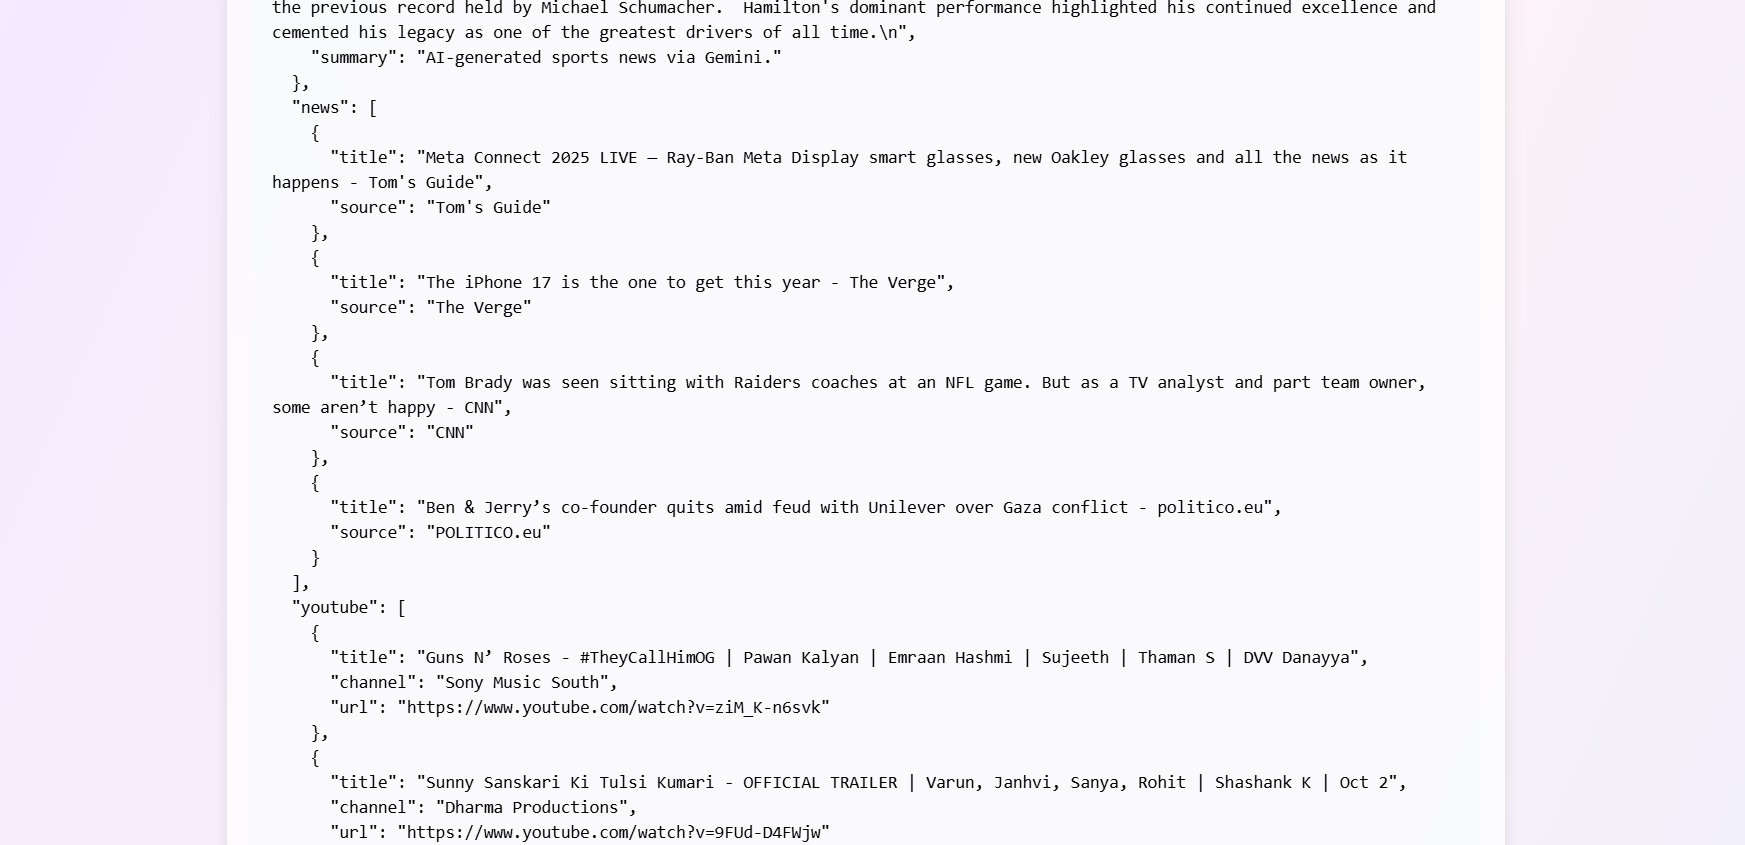 the previous record held by Michael Schumacher.  Hamilton's dominant performance highlighted his continued excellence and
cemented his legacy as one of the greatest drivers of all time.\n",
    "summary": "AI-generated sports news via Gemini."
  },
  "news": [
    {
      "title": "Meta Connect 2025 LIVE — Ray-Ban Meta Display smart glasses, new Oakley glasses and all the news as it
happens - Tom's Guide",
      "source": "Tom's Guide"
    },
    {
      "title": "The iPhone 17 is the one to get this year - The Verge",
      "source": "The Verge"
    },
    {
      "title": "Tom Brady was seen sitting with Raiders coaches at an NFL game. But as a TV analyst and part team owner,
some aren’t happy - CNN",
      "source": "CNN"
    },
    {
      "title": "Ben & Jerry’s co-founder quits amid feud with Unilever over Gaza conflict - politico.eu",
      "source": "POLITICO.eu"
    }
  ],
  "youtube": [
    {
      "title": "Guns N’ Roses - #TheyCallHimOG | Pawan Kalyan | Emraan Hashmi | Sujeeth | Thaman S | DVV Danayya",
      "channel": "Sony Music South",
      "url": "https://www.youtube.com/watch?v=ziM_K-n6svk"
    },
    {
      "title": "Sunny Sanskari Ki Tulsi Kumari - OFFICIAL TRAILER | Varun, Janhvi, Sanya, Rohit | Shashank K | Oct 2",
      "channel": "Dharma Productions",
      "url": "https://www.youtube.com/watch?v=9FUd-D4FWjw"